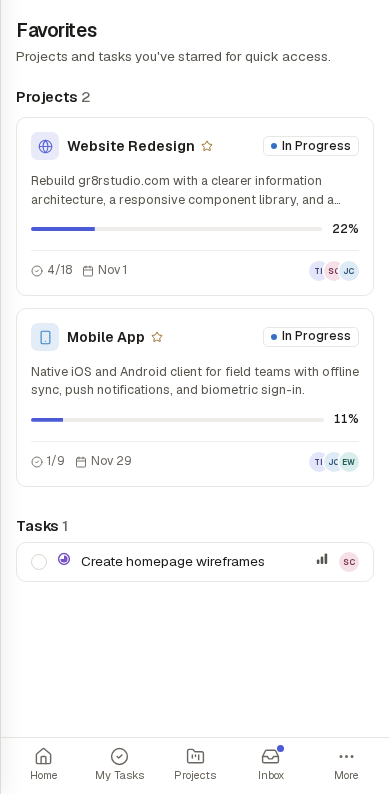 Favorites
Projects and tasks you've starred for quick access.
Projects 2
Website Redesign
In Progress
Rebuild gr8rstudio.com with a clearer information
architecture, a responsive component library, and a...
22%
4/18 Nov 1
SC JC
Mobile App
In Progress
Native iOS and Android client for field teams with offline
sync, push notifications, and biometric sign-in.
11%
1/9 Nov 29
JC EW
Tasks 1
Create homepage wireframes
SC
Home My Tasks Projects Inbox More